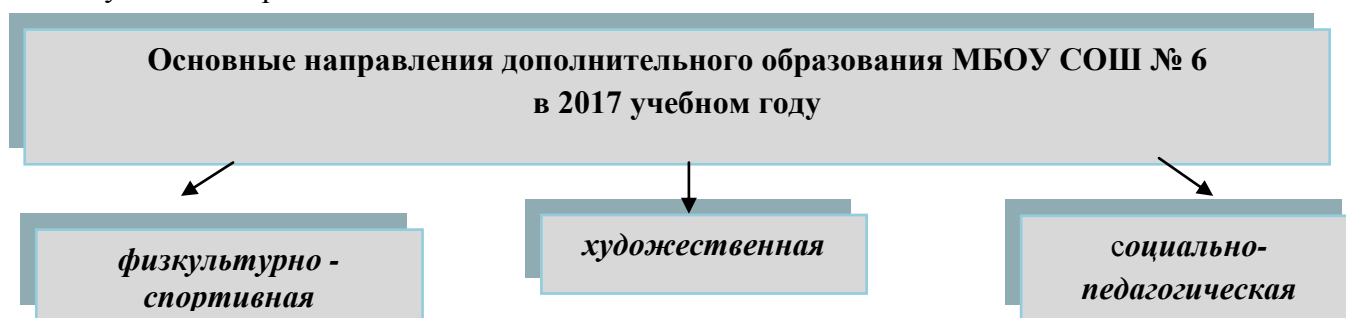 Основные направления дополнительного образования МБОУ СОШ № 6
в 2017 учебном году
физкультурно -
спортивная
художественная
социально-
педагогическая